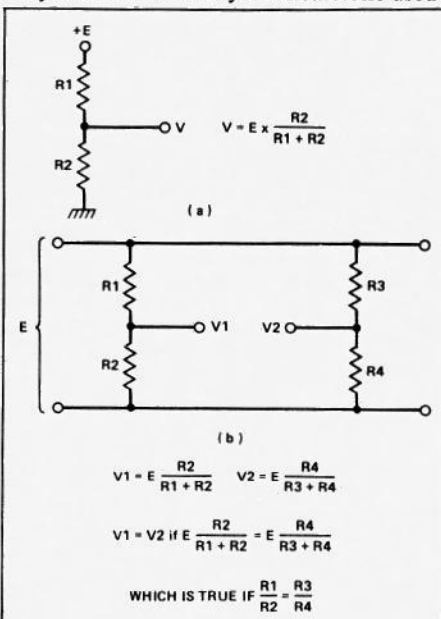 +E
R1
V
V = E x R2 / R1 + R2
R2
(a)
R1
R3
E
V1
V2
R2
R4
(b)
V1 = E R2 / R1 + R2 V2 = E R4 / R3 + R4
V1 = V2 if E R2 / R1 + R2 = E R4 / R3 + R4
WHICH IS TRUE IF R1 / R2 = R3 / R4